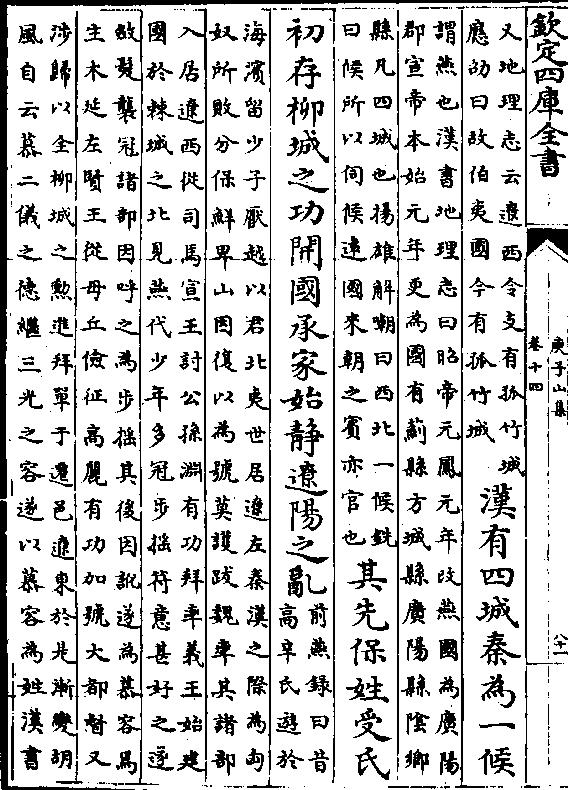 欽定四庫全書
庾子山集
卷十四
八十一
又地理志云遼西令支有孤竹城
應劭曰故伯夷國今有孤竹城
漢有四城秦為一候
謂燕也漢書地理志曰昭帝元鳳元年改燕國為廣陽
郡宣帝本始元年更為國有薊縣方城縣廣陽縣陰鄉
縣凡四城也揚雄解嘲曰西北一候銑
曰候所以伺候遠國來朝之賓亦官也
其先保姓受氏
初存柳城之功開國承家始靜遼陽之亂
前燕錄曰昔
高辛氏遊於
海濱留少子厭越以君北夷世居遼左秦漢之際為匈
奴所敗分保鮮卑山因復以為號莫護跋魏率其諸部
入居遼西從司馬宣王討公孫淵有功拜率義王始建
國於棘城之北見燕代少年多冠步搖符意甚好之遂
斂髮襲冠諸部因呼之為步搖其後因訛遂為慕容焉
主木延左賢王從毋丘儉征高麗有功加號大都督又
涉歸以全柳城之勲進拜單于遷邑遼東於是漸變胡
風自云慕二儀之德繼三光之容遂以慕容為姓漢書